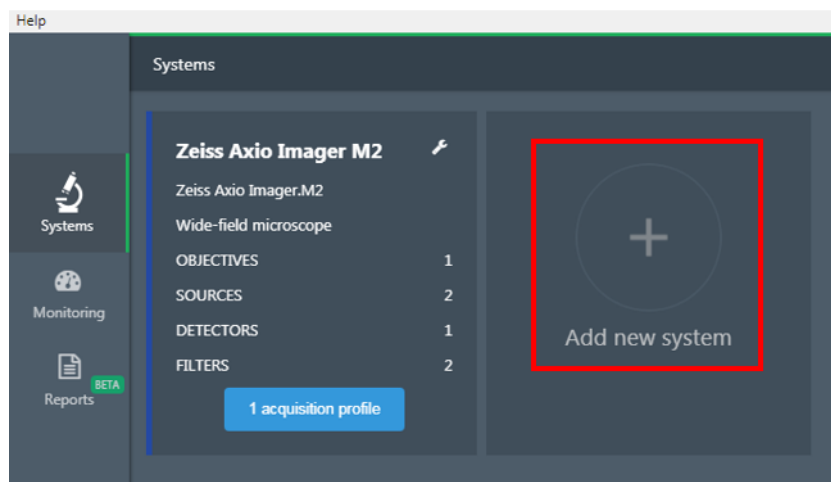 Help
Systems
Systems
Monitoring
BETA
Reports
Zeiss Axio Imager M2
Zeiss Axio Imager.M2
Wide-field microscope
OBJECTIVES 1
SOURCES 2
DETECTORS 1
FILTERS 2
1 acquisition profile
Add new system